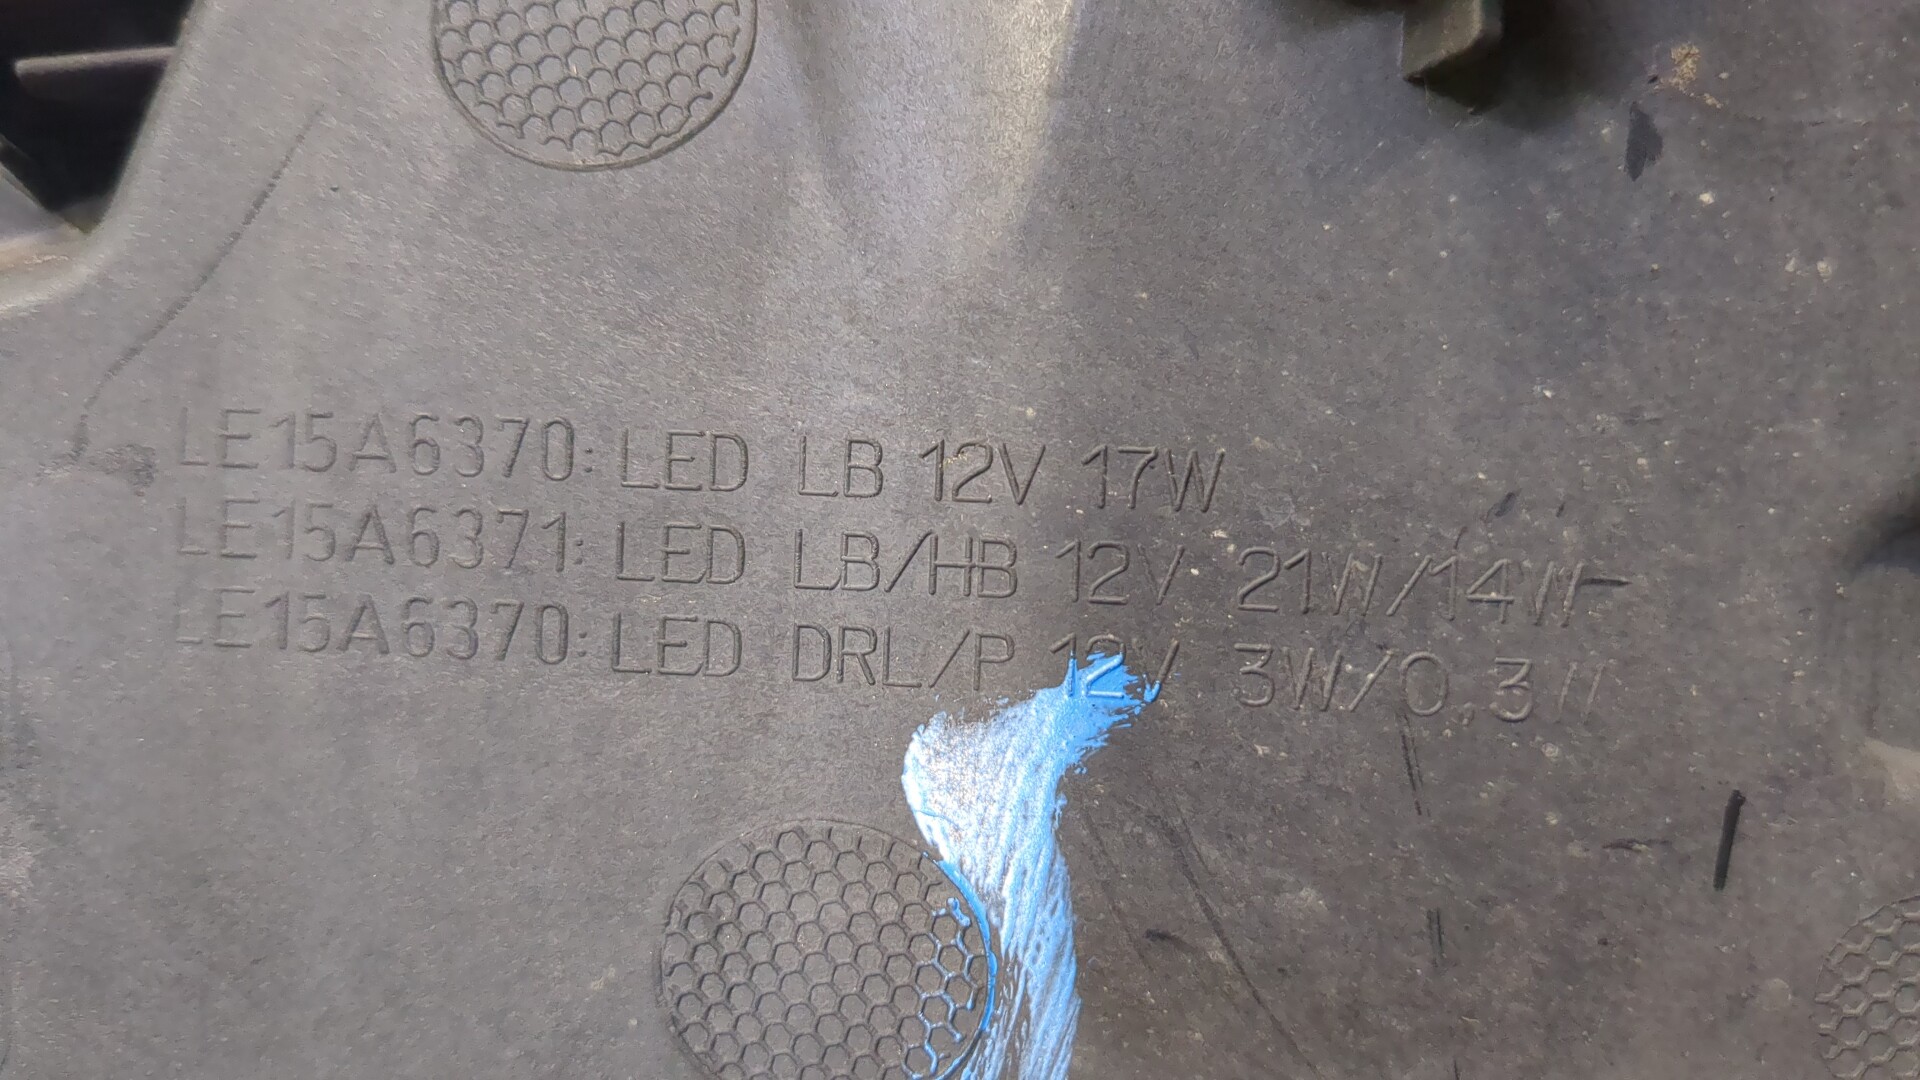 LE15A6370: LED LB 12V 17W
LE15A6371: LED LB/HB 12V 21W/14W
LE15A6370: LED DRL/P 12V 3W/0.3W